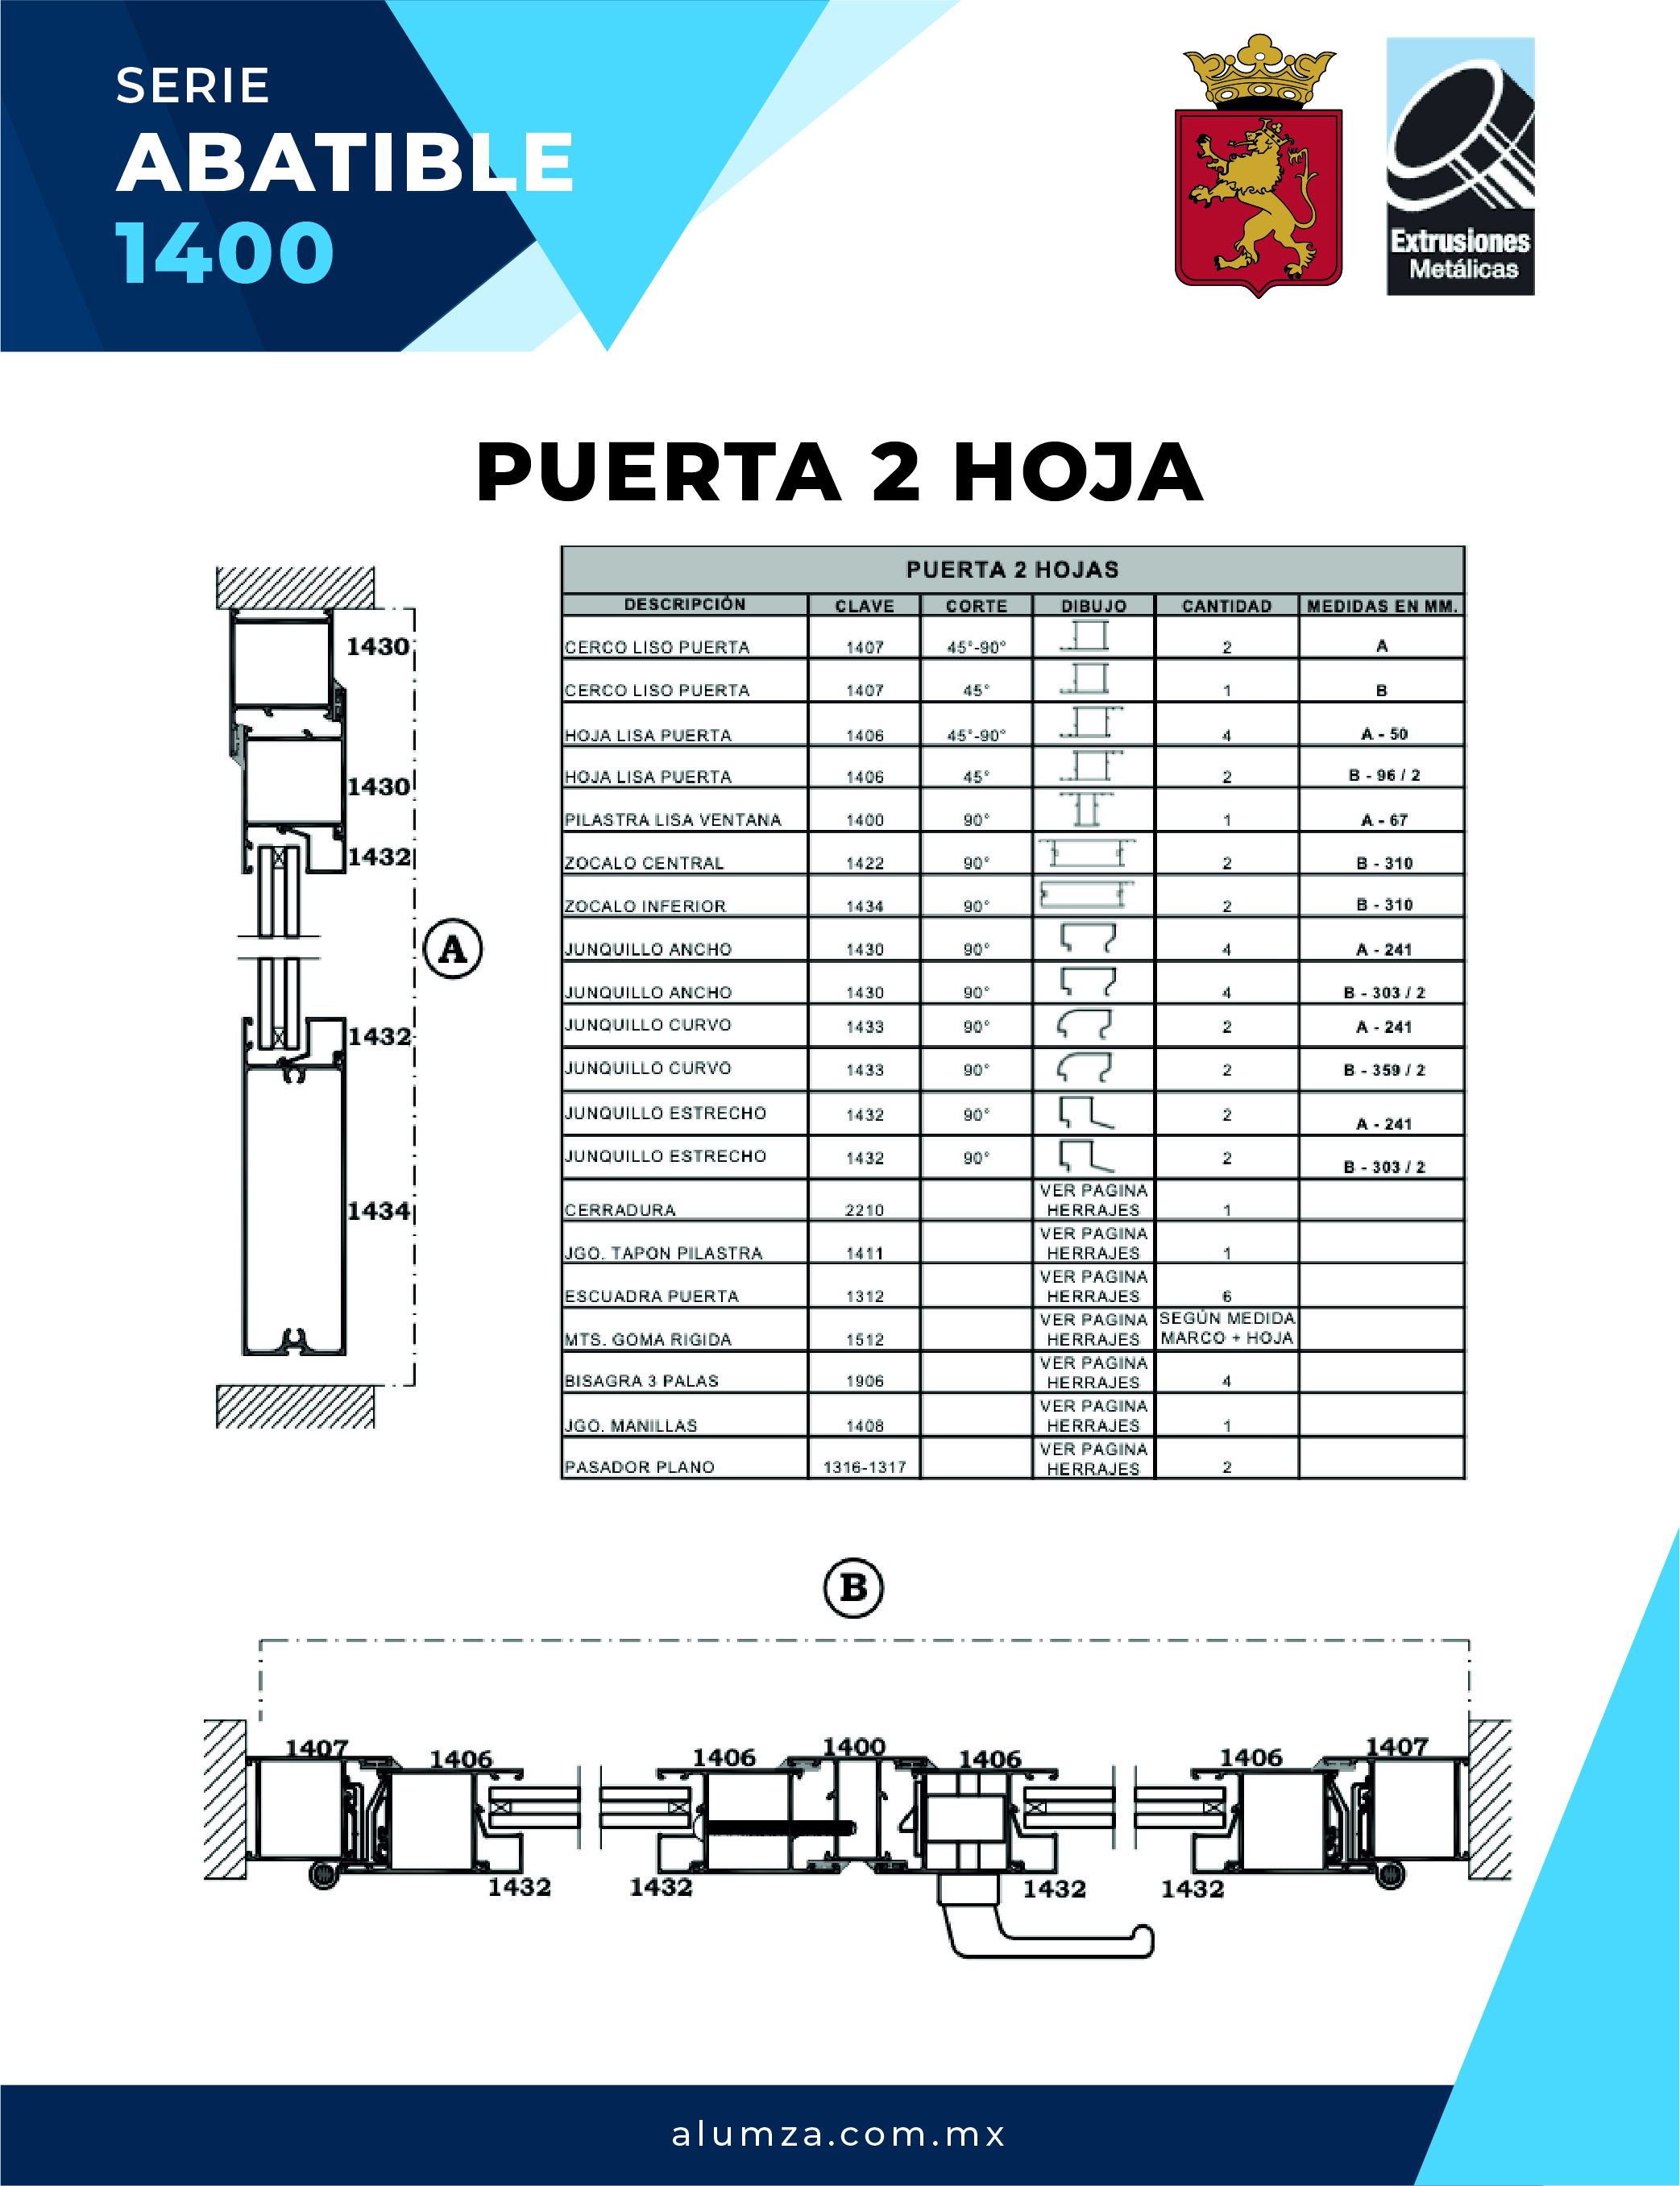 SERIE
ABATIBLE
1400
Extrusiones
Metálicas
PUERTA 2 HOJA
PUERTA 2 HOJAS
DESCRIPCIÓN CLAVE CORTE DIBUJO CANTIDAD MEDIDAS EN MM.
CERCO LISO PUERTA 1407 45°-90° 2 A
CERCO LISO PUERTA 1407 45° 1 B
HOJA LISA PUERTA 1406 45°-90° 4 A - 50
HOJA LISA PUERTA 1406 45° 2 B - 96 / 2
PILASTRA LISA VENTANA 1400 90° 1 A - 67
ZOCALO CENTRAL 1422 90° 2 B - 310
ZOCALO INFERIOR 1434 90° 2 B - 310
JUNQUILLO ANCHO 1430 90° 4 A - 241
JUNQUILLO ANCHO 1430 90° 4 B - 303 / 2
JUNQUILLO CURVO 1433 90° 2 A - 241
JUNQUILLO CURVO 1433 90° 2 B - 359 / 2
JUNQUILLO ESTRECHO 1432 90° 2 A - 241
JUNQUILLO ESTRECHO 1432 90° 2 B - 303 / 2
CERRADURA 2210 VER PAGINA HERRAJES 1
JGO. TAPON PILASTRA 1411 VER PAGINA HERRAJES 1
ESCUADRA PUERTA 1312 VER PAGINA HERRAJES 6
MTS. GOMA RIGIDA 1512 VER PAGINA HERRAJES SEGÚN MEDIDA MARCO + HOJA
BISAGRA 3 PALAS 1906 VER PAGINA HERRAJES 4
JGO. MANILLAS 1408 VER PAGINA HERRAJES 1
PASADOR PLANO 1316-1317 VER PAGINA HERRAJES 2
1430
1430
1432
A
1432
1434
B
1407 1406 1406 1400 1406 1406 1407
1432 1432 1432 1432
alumza.com.mx